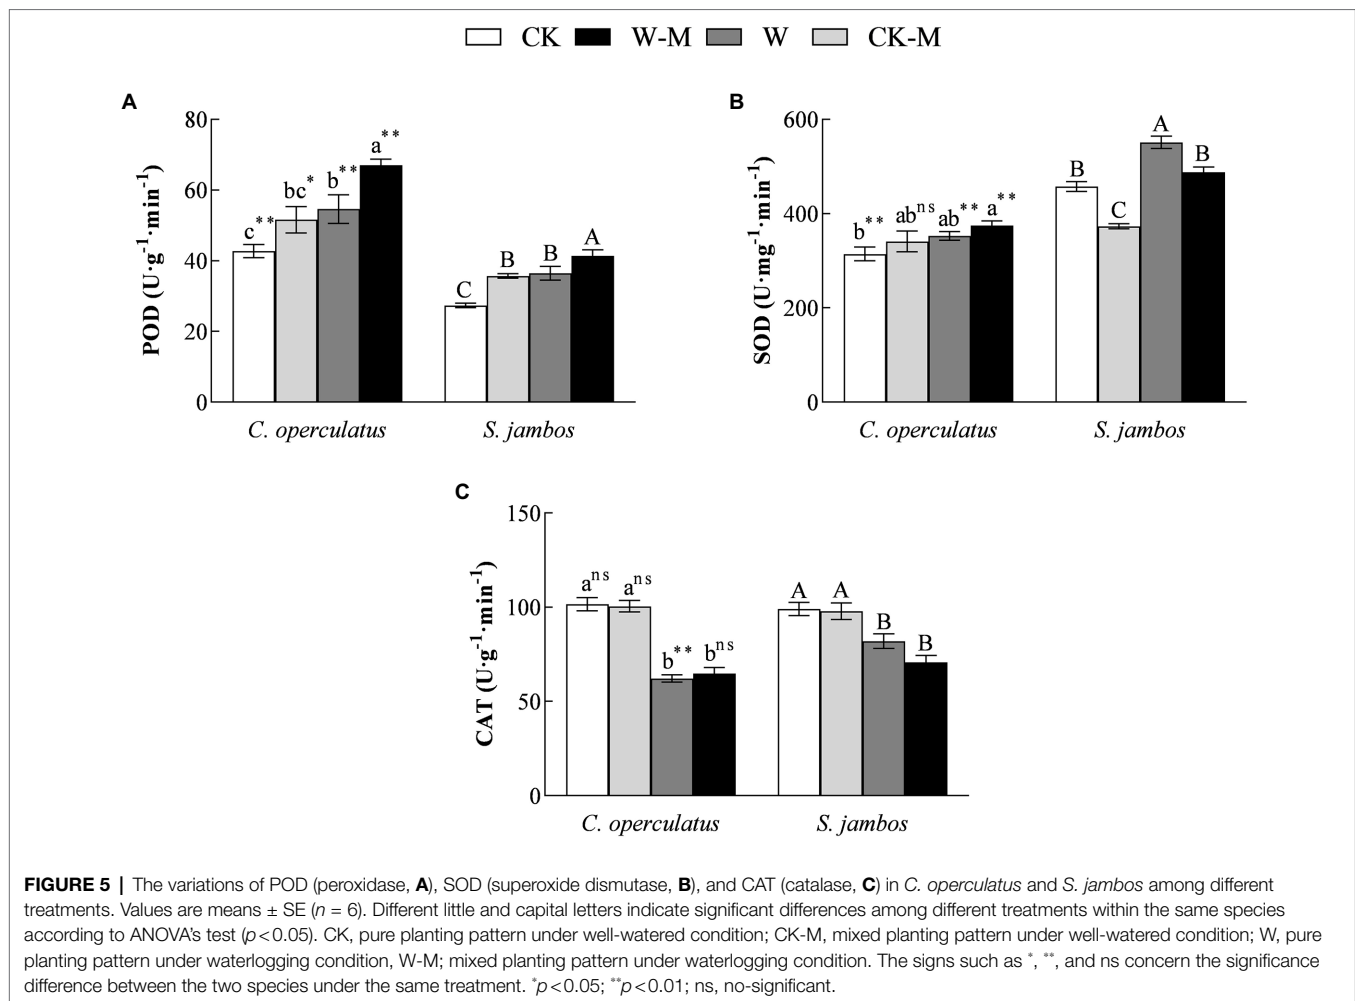 CK W-M W CK-M
A
POD (U·g⁻¹·min⁻¹)
80
60
40
20
0
c**
bc*
b**
a**
C
B
B
A
C. operculatus
S. jambos
B
SOD (U·mg⁻¹·min⁻¹)
600
400
200
0
b**
abⁿˢ
ab**
a**
B
C
A
B
C. operculatus
S. jambos
C
CAT (U·g⁻¹·min⁻¹)
150
100
50
0
aⁿˢ
aⁿˢ
b**
bⁿˢ
A
A
B
B
C. operculatus
S. jambos
FIGURE 5 | The variations of POD (peroxidase, A), SOD (superoxide dismutase, B), and CAT (catalase, C) in C. operculatus and S. jambos among different
treatments. Values are means ± SE (n = 6). Different little and capital letters indicate significant differences among different treatments within the same species
according to ANOVA's test (p<0.05). CK, pure planting pattern under well-watered condition; CK-M, mixed planting pattern under well-watered condition; W, pure
planting pattern under waterlogging condition, W-M; mixed planting pattern under waterlogging condition. The signs such as *, **, and ns concern the significance
difference between the two species under the same treatment. *p<0.05; **p<0.01; ns, no-significant.